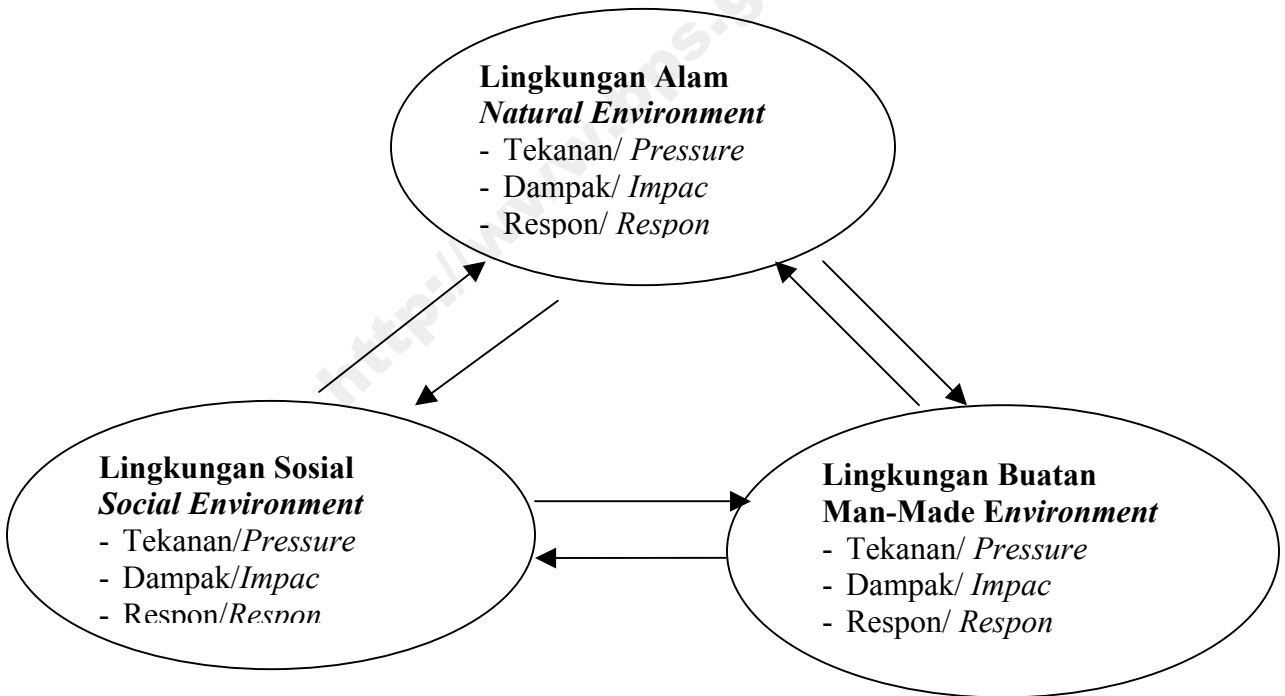 Lingkungan Alam
Natural Environment
- Tekanan/ Pressure
- Dampak/ Impac
- Respon/ Respon
Lingkungan Sosial
Social Environment
- Tekanan/Pressure
- Dampak/Impac
- Respon/Respon
Lingkungan Buatan
Man-Made Environment
- Tekanan/ Pressure
- Dampak/ Impac
- Respon/ Respon